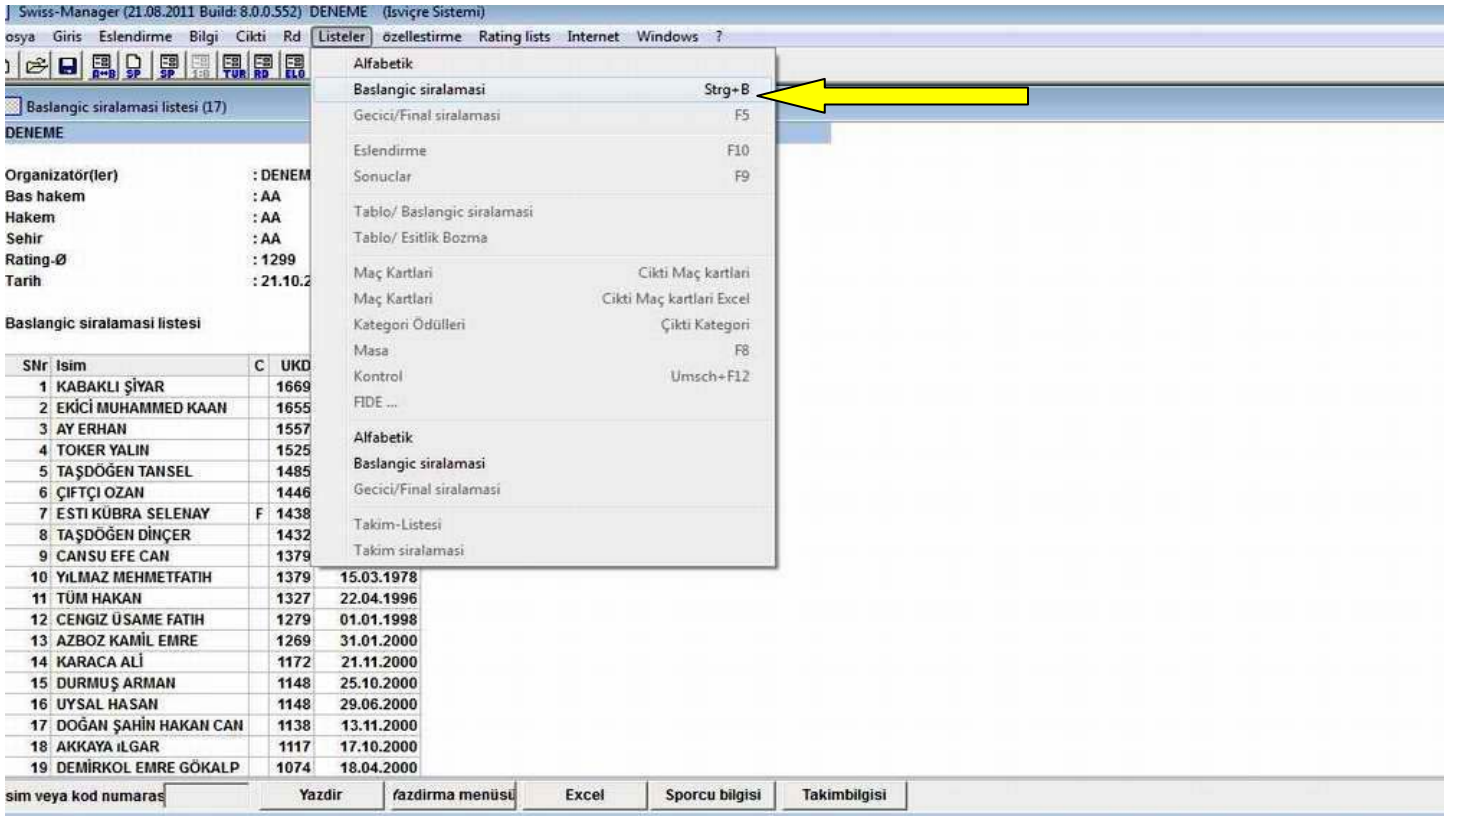 Swiss-Manager (21.08.2011 Build: 8.0.0.552) DENEME (Isviçre Sistemi)
osya Giris Eslendirme Bilgi Cikti Rd Listeler özellestirme Rating lists Internet Windows ?
A↔B SP SP 1:0 TUR RD ELO
Baslangic siralamasi listesi (17)
DENEME
Organizatör(ler) : DENEM
Bas hakem : AA
Hakem : AA
Sehir : AA
Rating-Ø : 1299
Tarih : 21.10.2
Baslangic siralamasi listesi
SNr Isim C UKD
1 KABAKLI ŞİYAR 1669
2 EKİCİ MUHAMMED KAAN 1655
3 AY ERHAN 1557
4 TOKER YALIN 1525
5 TAŞDÖĞEN TANSEL 1485
6 ÇIFTÇI OZAN 1446
7 ESTI KÜBRA SELENAY F 1438
8 TAŞDÖĞEN DİNÇER 1432
9 CANSU EFE CAN 1379
10 YıLMAZ MEHMETFATIH 1379 15.03.1978
11 TÜM HAKAN 1327 22.04.1996
12 CENGIZ ÜSAME FATIH 1279 01.01.1998
13 AZBOZ KAMİL EMRE 1269 31.01.2000
14 KARACA ALİ 1172 21.11.2000
15 DURMUŞ ARMAN 1148 25.10.2000
16 UYSAL HASAN 1148 29.06.2000
17 DOĞAN ŞAHİN HAKAN CAN 1138 13.11.2000
18 AKKAYA ıLGAR 1117 17.10.2000
19 DEMİRKOL EMRE GÖKALP 1074 18.04.2000
Alfabetik
Baslangic siralamasi Strg+B
Gecici/Final siralamasi F5
Eslendirme F10
Sonuclar F9
Tablo/ Baslangic siralamasi
Tablo/ Esitlik Bozma
Maç Kartlari Cikti Maç kartlari
Maç Kartlari Cikti Maç kartlari Excel
Kategori Ödülleri Çikti Kategori
Masa F8
Kontrol Umsch+F12
FIDE ...
Alfabetik
Baslangic siralamasi
Gecici/Final siralamasi
Takim-Listesi
Takim siralamasi
sim veya kod numaras Yazdir azdirma menüsü Excel Sporcu bilgisi Takimbilgisi